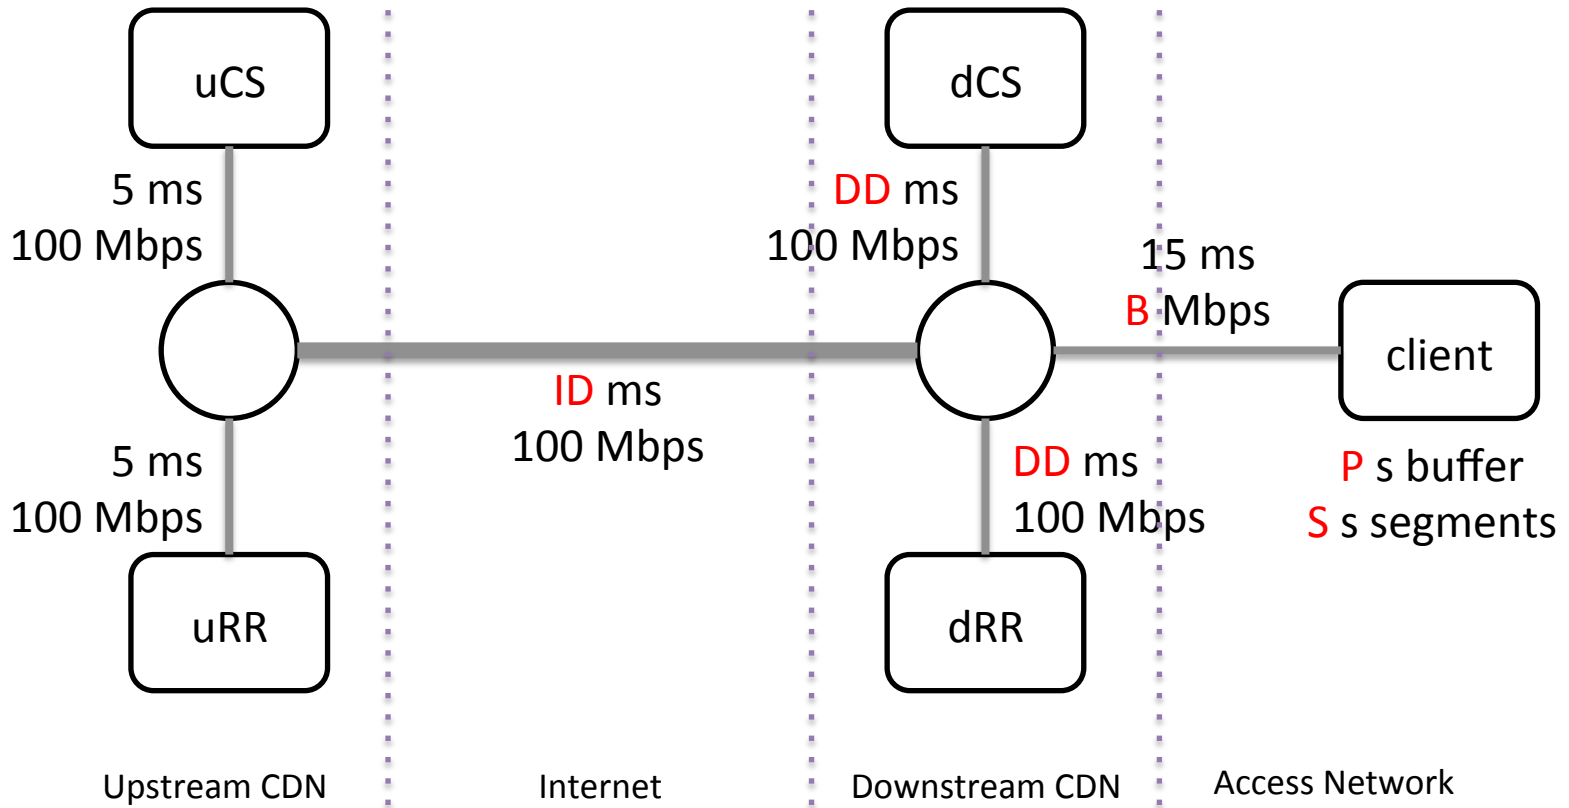 uCS
dCS
5 ms
100 Mbps
DD ms
100 Mbps
15 ms
B Mbps
client
ID ms
100 Mbps
5 ms
100 Mbps
DD ms
100 Mbps
P s buffer
S s segments
uRR
dRR
Upstream CDN
Internet
Downstream CDN
Access Network